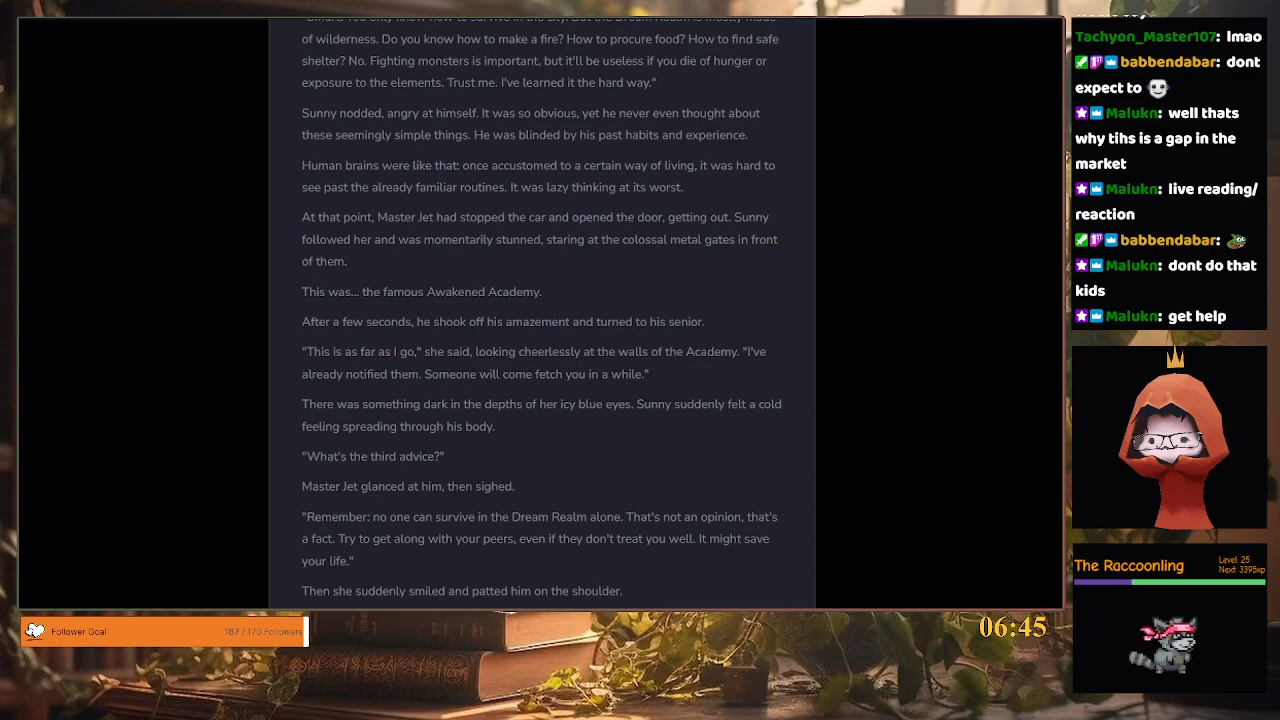 of wilderness. Do you know how to make a fire? How to procure food? How to find safe
shelter? No. Fighting monsters is important, but it'll be useless if you die of hunger or
exposure to the elements. Trust me. I've learned it the hard way."
Sunny nodded, angry at himself. It was so obvious, yet he never even thought about
these seemingly simple things. He was blinded by his past habits and experience.
Human brains were like that: once accustomed to a certain way of living, it was hard to
see past the already familiar routines. It was lazy thinking at its worst.
At that point, Master Jet had stopped the car and opened the door, getting out. Sunny
followed her and was momentarily stunned, staring at the colossal metal gates in front
of them.
This was... the famous Awakened Academy.
After a few seconds, he shook off his amazement and turned to his senior.
"This is as far as I go," she said, looking cheerlessly at the walls of the Academy. "I've
already notified them. Someone will come fetch you in a while."
There was something dark in the depths of her icy blue eyes. Sunny suddenly felt a cold
feeling spreading through his body.
"What's the third advice?"
Master Jet glanced at him, then sighed.
"Remember: no one can survive in the Dream Realm alone. That's not an opinion, that's
a fact. Try to get along with your peers, even if they don't treat you well. It might save
your life."
Then she suddenly smiled and patted him on the shoulder.
Follower Goal
167 / 170 Followers
06:45
Tachyon_Master107: lmao
babbendabar: dont
expect to
Malukn: well thats
why tihs is a gap in the
market
Malukn: live reading/
reaction
babbendabar:
Malukn: dont do that
kids
Malukn: get help
The Raccoonling
Level: 25
Next: 3395xp